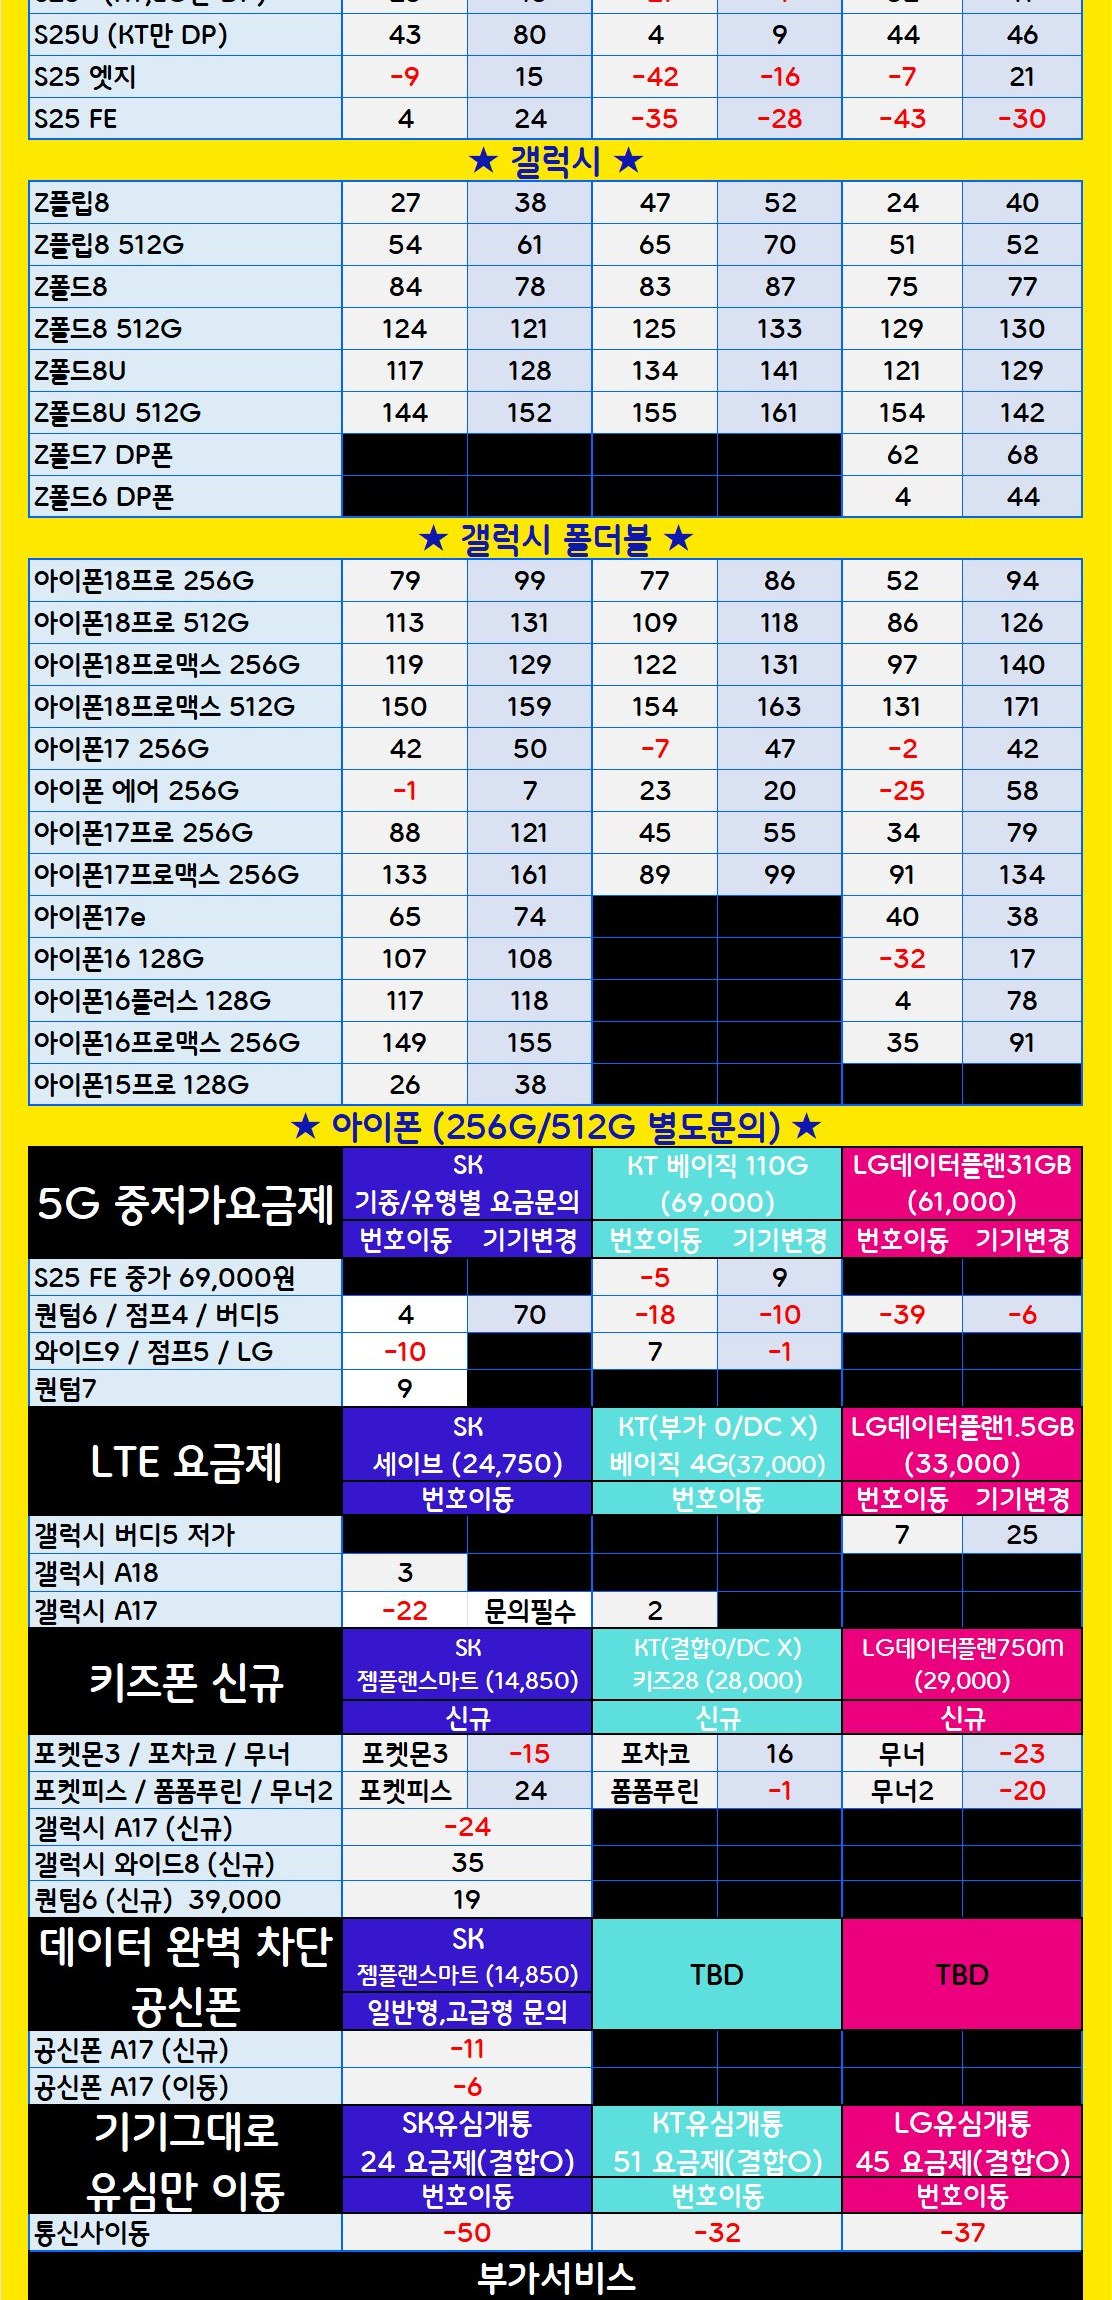 S25U (KT만 DP) 43 80 4 9 44 46
S25 엣지 -9 15 -42 -16 -7 21
S25 FE 4 24 -35 -28 -43 -30
★ 갤럭시 ★
Z플립8 27 38 47 52 24 40
Z플립8 512G 54 61 65 70 51 52
Z폴드8 84 78 83 87 75 77
Z폴드8 512G 124 121 125 133 129 130
Z폴드8U 117 128 134 141 121 129
Z폴드8U 512G 144 152 155 161 154 142
Z폴드7 DP폰 62 68
Z폴드6 DP폰 4 44
★ 갤럭시 폴더블 ★
아이폰18프로 256G 79 99 77 86 52 94
아이폰18프로 512G 113 131 109 118 86 126
아이폰18프로맥스 256G 119 129 122 131 97 140
아이폰18프로맥스 512G 150 159 154 163 131 171
아이폰17 256G 42 50 -7 47 -2 42
아이폰 에어 256G -1 7 23 20 -25 58
아이폰17프로 256G 88 121 45 55 34 79
아이폰17프로맥스 256G 133 161 89 99 91 134
아이폰17e 65 74 40 38
아이폰16 128G 107 108 -32 17
아이폰16플러스 128G 117 118 4 78
아이폰16프로맥스 256G 149 155 35 91
아이폰15프로 128G 26 38
★ 아이폰 (256G/512G 별도문의) ★
5G 중저가요금제
SK
기종/유형별 요금문의
KT 베이직 110G
(69,000)
LG데이터플랜31GB
(61,000)
번호이동 기기변경 번호이동 기기변경 번호이동 기기변경
S25 FE 중가 69,000원 -5 9
퀀텀6 / 점프4 / 버디5 4 70 -18 -10 -39 -6
와이드9 / 점프5 / LG -10 7 -1
퀀텀7 9
LTE 요금제
SK
세이브 (24,750)
KT(부가 0/DC X)
베이직 4G(37,000)
LG데이터플랜1.5GB
(33,000)
번호이동 번호이동 번호이동 기기변경
갤럭시 버디5 저가 7 25
갤럭시 A18 3
갤럭시 A17 -22 문의필수 2
키즈폰 신규
SK
젬플랜스마트 (14,850)
KT(결합0/DC X)
키즈28 (28,000)
LG데이터플랜750M
(29,000)
신규 신규 신규
포켓몬3 / 포차코 / 무너 포켓몬3 -15 포차코 16 무너 -23
포켓피스 / 폼폼푸린 / 무너2 포켓피스 24 폼폼푸린 -1 무너2 -20
갤럭시 A17 (신규) -24
갤럭시 와이드8 (신규) 35
퀀텀6 (신규) 39,000 19
데이터 완벽 차단
공신폰
SK
젬플랜스마트 (14,850)
일반형,고급형 문의
TBD
TBD
공신폰 A17 (신규) -11
공신폰 A17 (이동) -6
기기그대로
유심만 이동
SK유심개통
24 요금제(결합O)
KT유심개통
51 요금제(결합O)
LG유심개통
45 요금제(결합O)
번호이동 번호이동 번호이동
통신사이동 -50 -32 -37
부가서비스